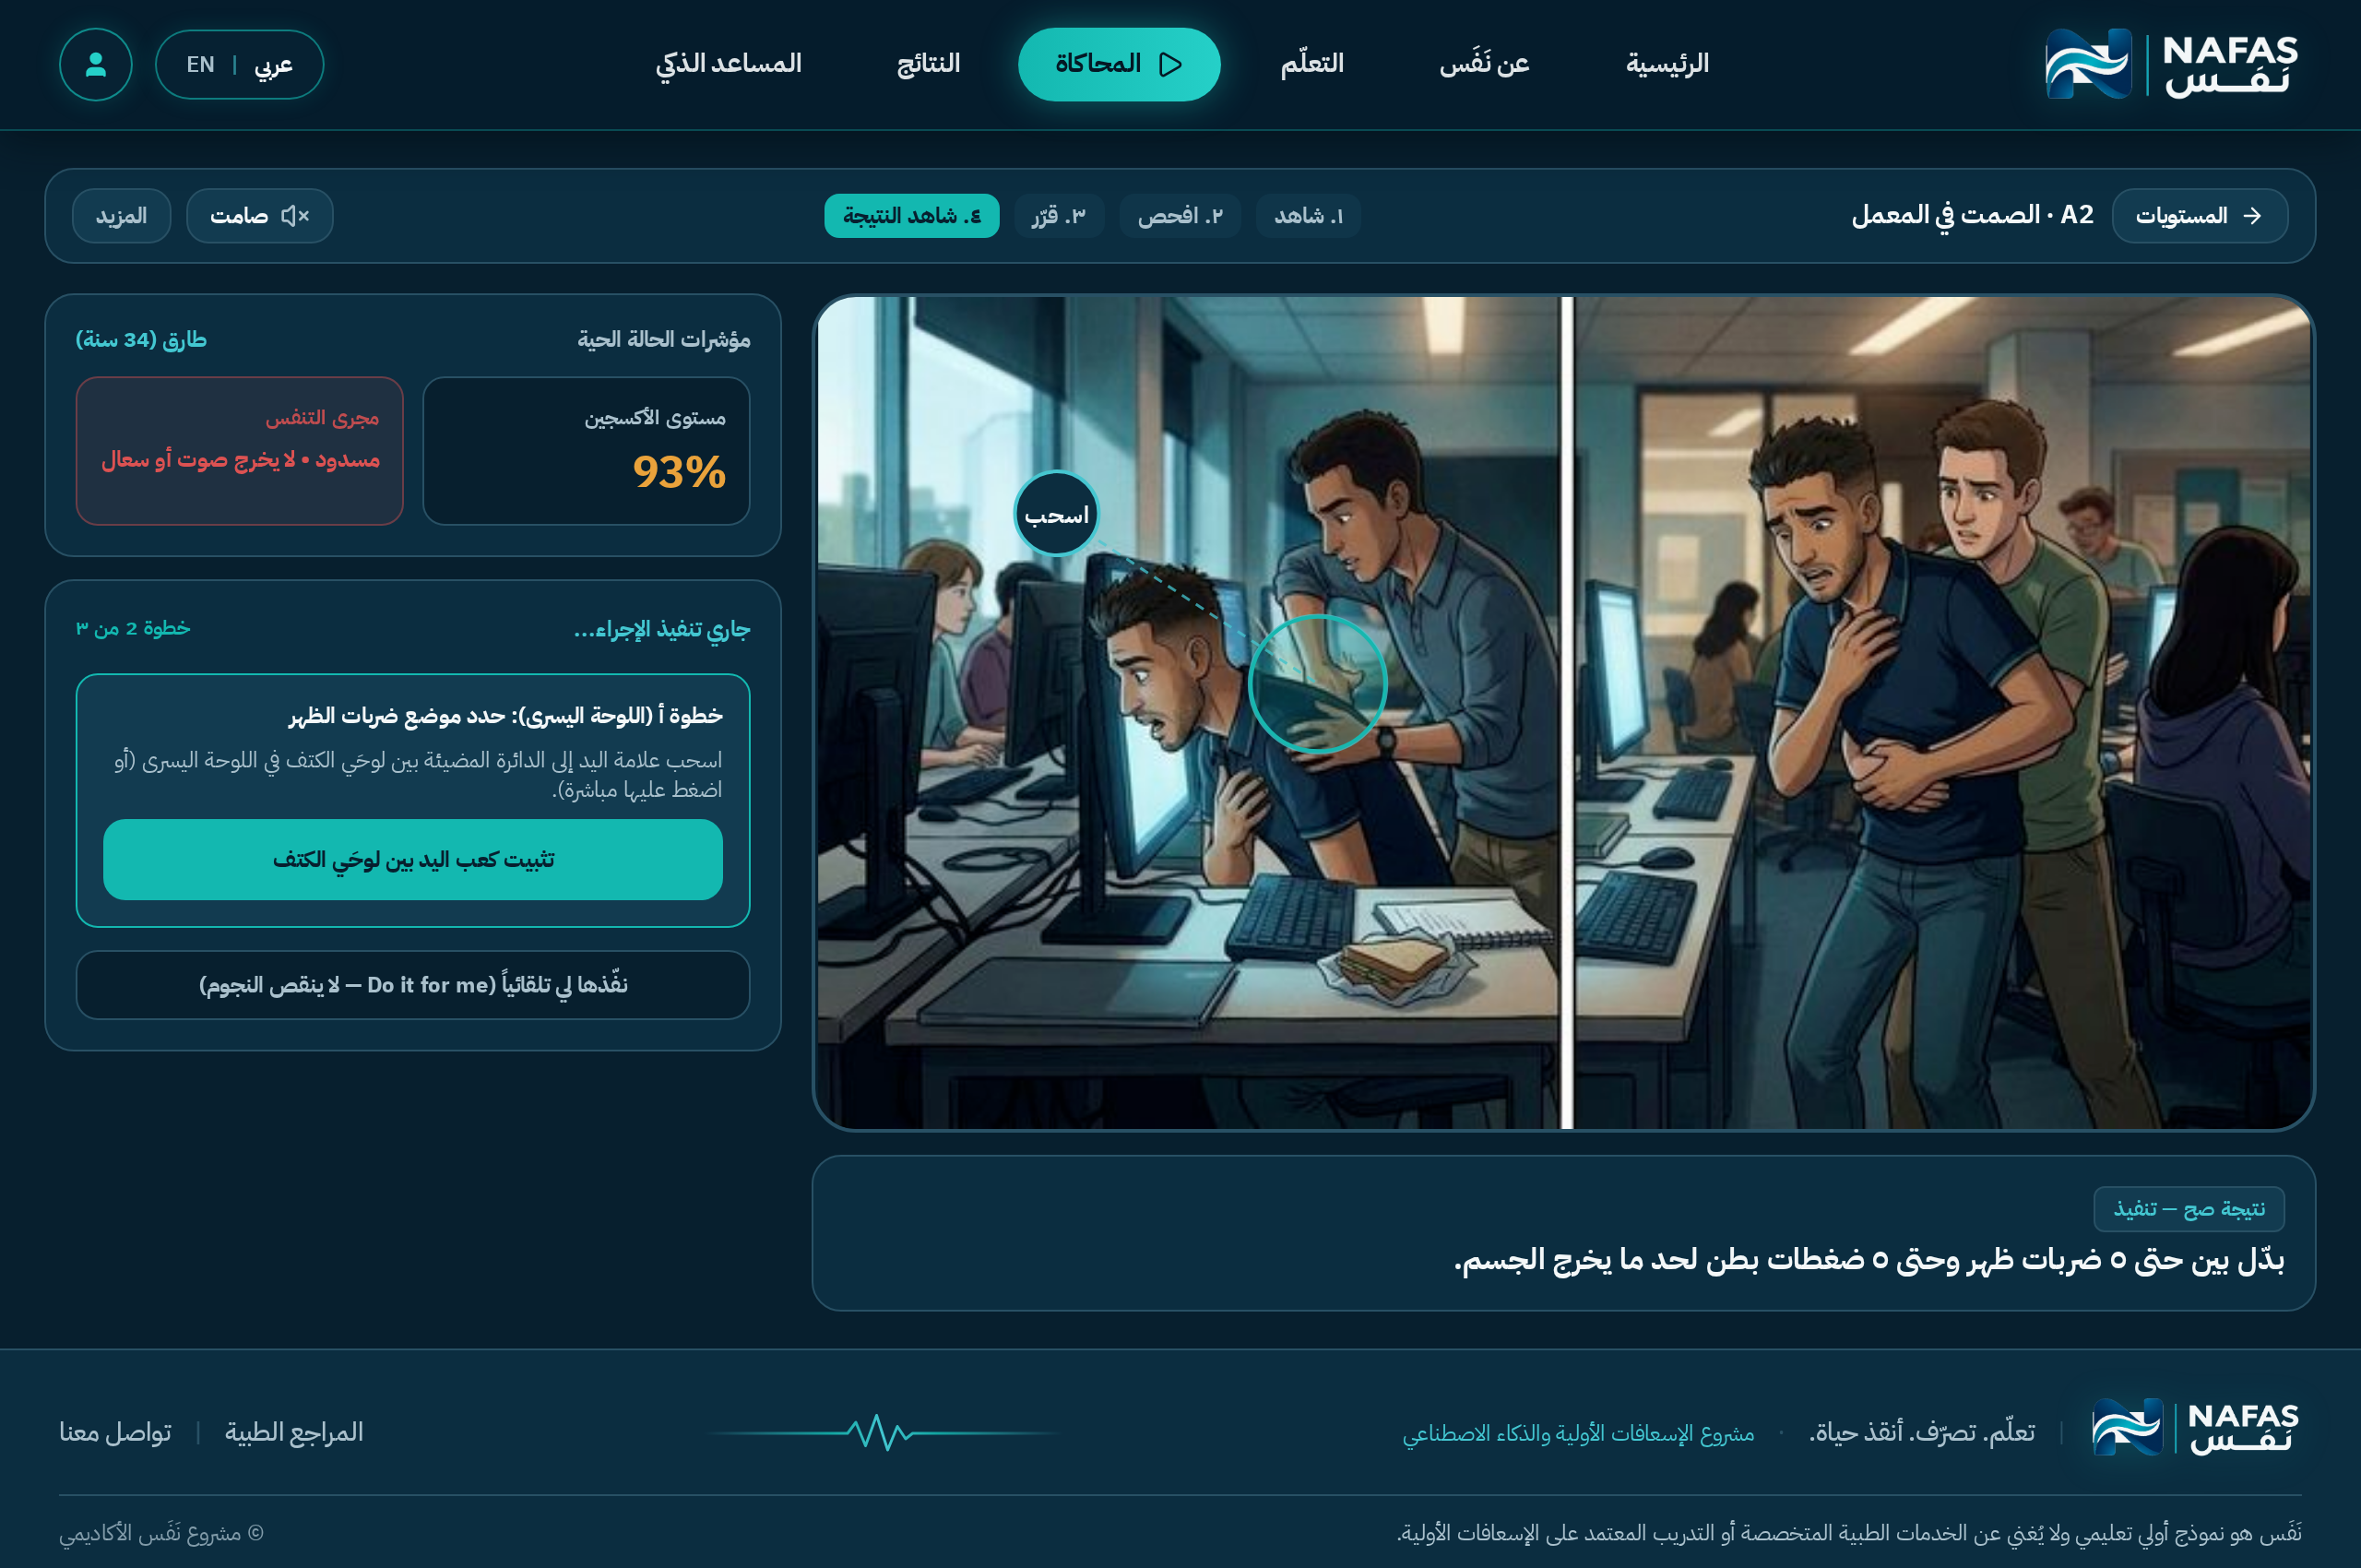 NAFAS
نَفَس
الرئيسية
عن نَفَس
التعلّم
المحاكاة
النتائج
المساعد الذكي
عربي | EN
المستويات
A2 · الصمت في المعمل
١. شاهد
٢. افحص
٣. قرّر
٤. شاهد النتيجة
صامت
المزيد
اسحب
مؤشرات الحالة الحية
طارق (34 سنة)
مستوى الأكسجين
93%
مجرى التنفس
مسدود • لا يخرج صوت أو سعال
جاري تنفيذ الإجراء...
خطوة 2 من ٣
خطوة أ (اللوحة اليسرى): حدد موضع ضربات الظهر
اسحب علامة اليد إلى الدائرة المضيئة بين لوحَي الكتف في اللوحة اليسرى (أو
اضغط عليها مباشرة).
تثبيت كعب اليد بين لوحَي الكتف
نفّذها لي تلقائياً (Do it for me — لا ينقص النجوم)
نتيجة صح — تنفيذ
بدّل بين حتى ٥ ضربات ظهر وحتى ٥ ضغطات بطن لحد ما يخرج الجسم.
NAFAS
نَفَس
تعلّم. تصرّف. أنقذ حياة.
مشروع الإسعافات الأولية والذكاء الاصطناعي
المراجع الطبية | تواصل معنا
نَفَس هو نموذج أولي تعليمي ولا يُغني عن الخدمات الطبية المتخصصة أو التدريب المعتمد على الإسعافات الأولية.
© مشروع نَفَس الأكاديمي